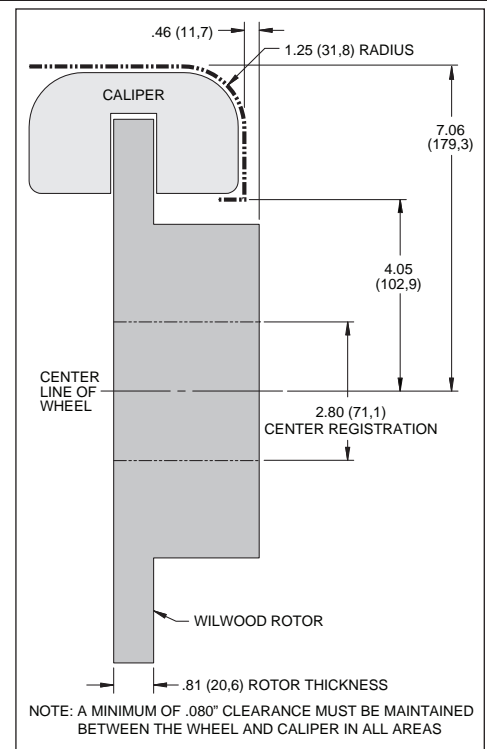 .46 (11,7)
1.25 (31,8) RADIUS
CALIPER
7.06
(179,3)
4.05
(102,9)
CENTER
LINE OF
WHEEL
2.80 (71,1)
CENTER REGISTRATION
WILWOOD ROTOR
.81 (20,6) ROTOR THICKNESS
NOTE: A MINIMUM OF .080" CLEARANCE MUST BE MAINTAINED
BETWEEN THE WHEEL AND CALIPER IN ALL AREAS